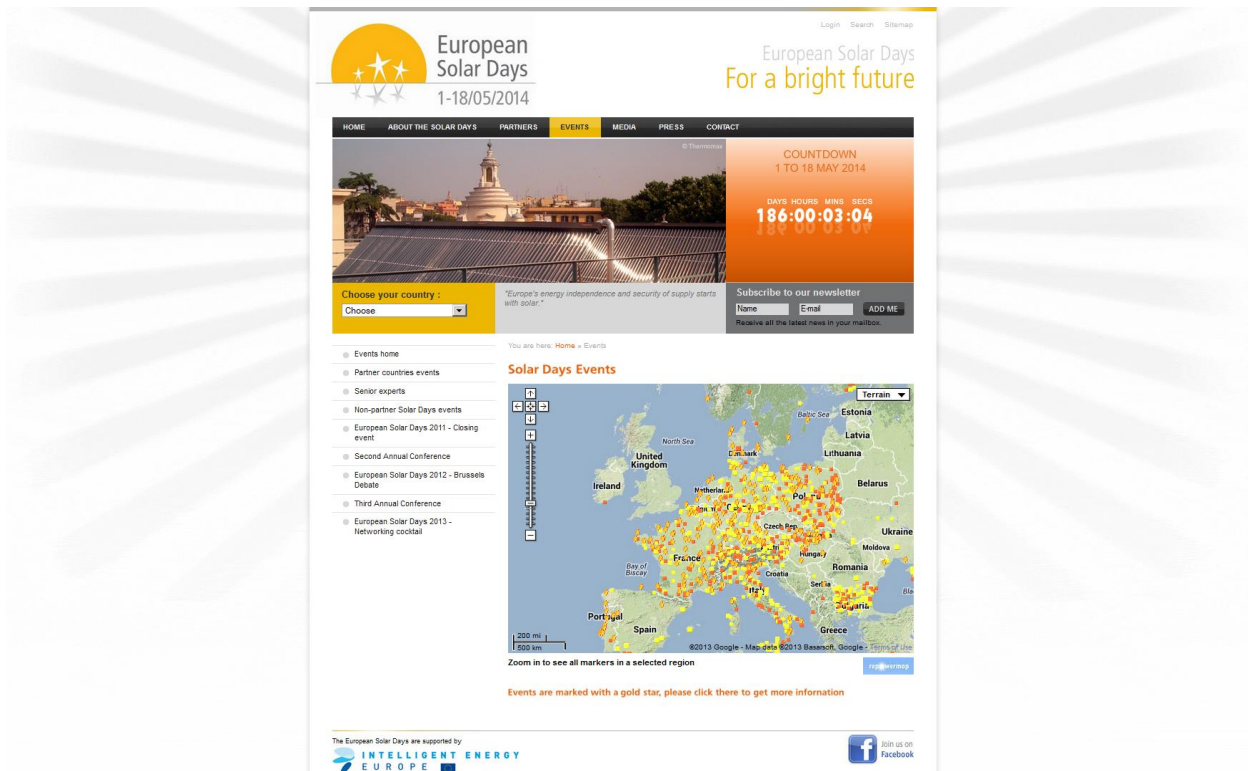 Login Search Sitemap
European
Solar Days
1-18/05/2014
European Solar Days
For a bright future
HOME ABOUT THE SOLAR DAYS PARTNERS EVENTS MEDIA PRESS CONTACT
© Thermomax
COUNTDOWN
1 TO 18 MAY 2014
DAYS HOURS MINS SECS
186:00:03:04
Choose your country :
Choose
"Europe's energy independence and security of supply starts
with solar."
Subscribe to our newsletter
Name E-mail ADD ME
Receive all the latest news in your mailbox.
You are here: Home » Events
Events home
Partner countries events
Senior experts
Non-partner Solar Days events
European Solar Days 2011 - Closing
event
Second Annual Conference
European Solar Days 2012 - Brussels
Debate
Third Annual Conference
European Solar Days 2013 -
Networking cocktail
Solar Days Events
Terrain
Baltic Sea Estonia
Latvia
North Sea
United
Kingdom
Denmark
Lithuania
Ireland
Belarus
Ukraine
Moldova
France
Hungary
Bay of
Biscay
Croatia
Romania
Portugal
Spain
Greece
200 mi
500 km
©2013 Google - Map data ©2013 Basarsoft, Google - Terms of Use
Zoom in to see all markers in a selected region
repowermap
Events are marked with a gold star, please click there to get more infornation
The European Solar Days are supported by
INTELLIGENT ENERGY
EUROPE
Join us on
Facebook